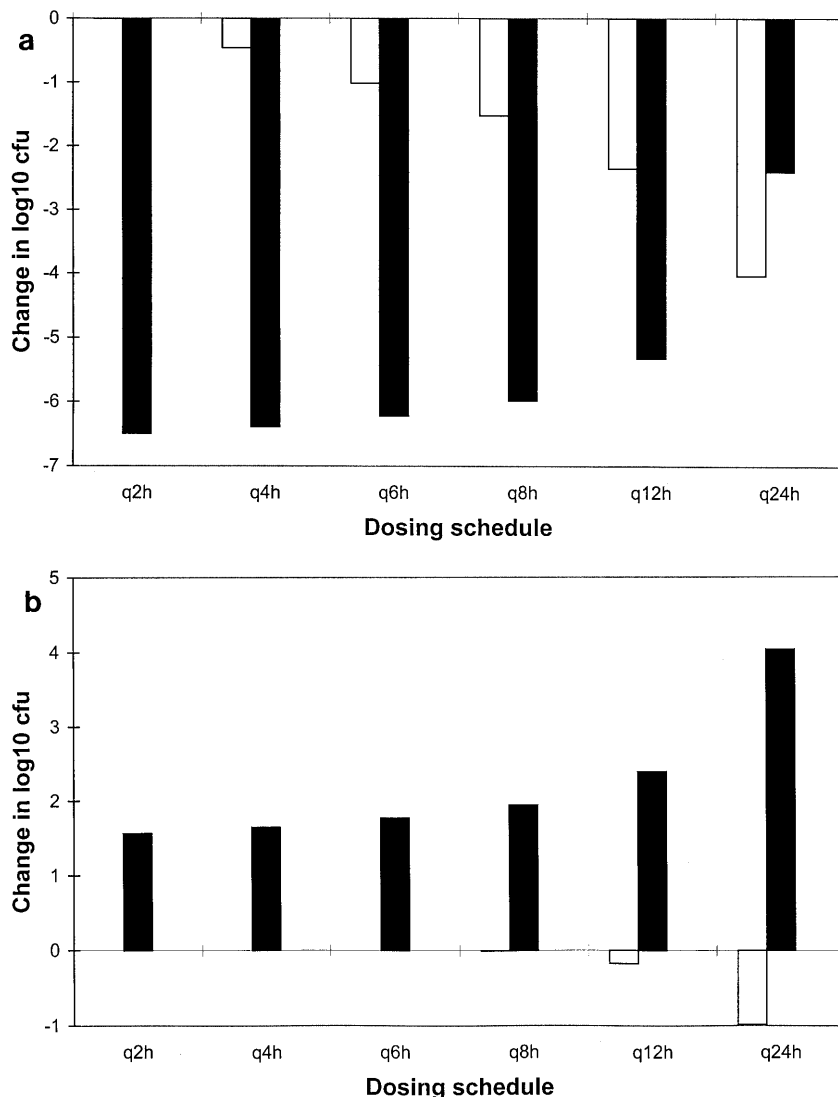 a
0
-1
-2
-3
-4
-5
-6
-7
Change in log10 cfu
q2h q4h q6h q8h q12h q24h
Dosing schedule
b
5
4
3
2
1
0
-1
Change in log10 cfu
q2h q4h q6h q8h q12h q24h
Dosing schedule